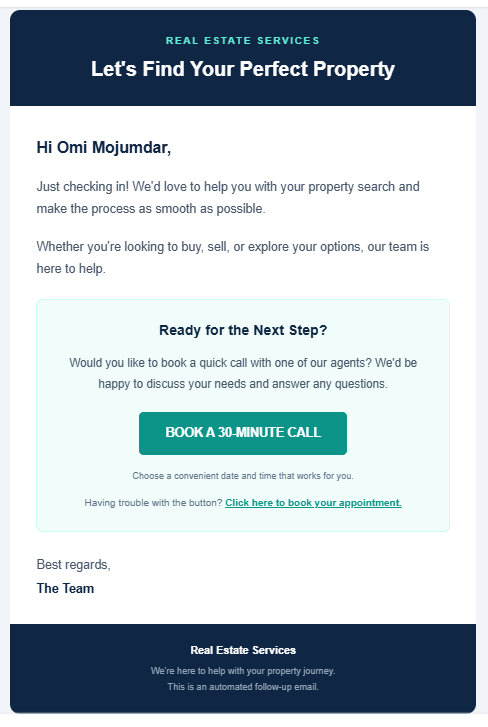 REAL ESTATE SERVICES
Let's Find Your Perfect Property
Hi Omi Mojumdar,
Just checking in! We'd love to help you with your property search and
make the process as smooth as possible.
Whether you're looking to buy, sell, or explore your options, our team is
here to help.
Ready for the Next Step?
Would you like to book a quick call with one of our agents? We'd be
happy to discuss your needs and answer any questions.
BOOK A 30-MINUTE CALL
Choose a convenient date and time that works for you.
Having trouble with the button? Click here to book your appointment.
Best regards,
The Team
Real Estate Services
We're here to help with your property journey.
This is an automated follow-up email.